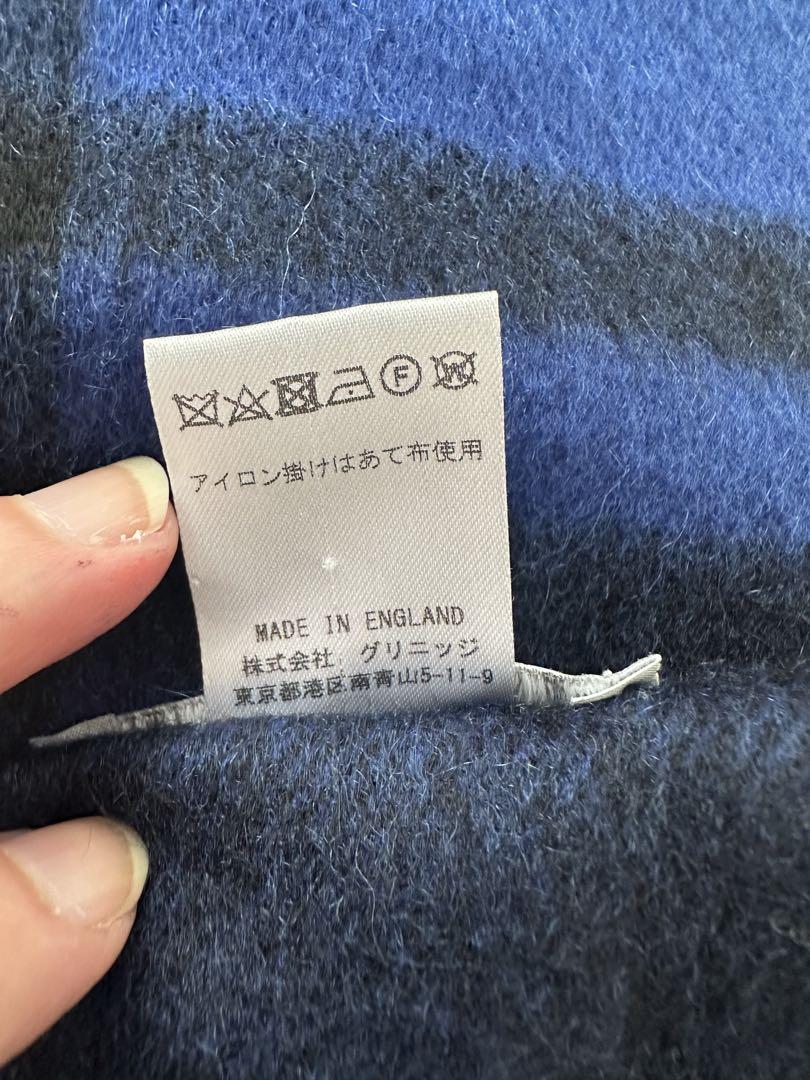 F W
アイロン掛けはあて布使用
MADE IN ENGLAND
株式会社 グリニッジ
東京都港区南青山5-11-9